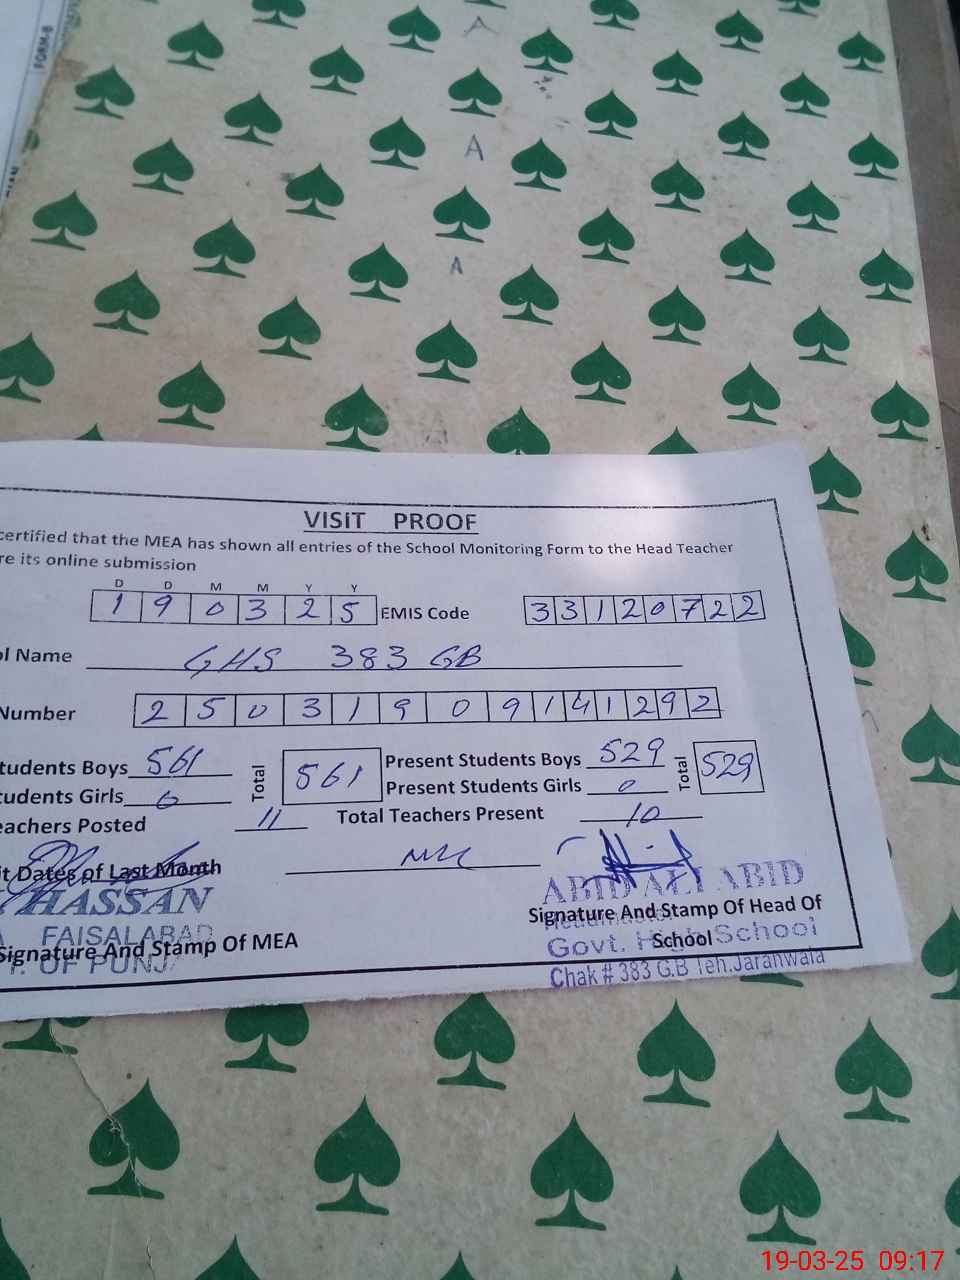 FORM-B
A
A
A
VISIT PROOF
certified that the MEA has shown all entries of the School Monitoring Form to the Head Teacher
re its online submission
D D M M Y Y
1 9 0 3 2 5 EMIS Code 3 3 1 2 0 7 2 2
ol Name GHS 383 GB
Number 2 5 0 3 1 9 0 9 1 4 1 2 9 2
tudents Boys 561 Total 561 Present Students Boys 529 Total 529
tudents Girls 0 Present Students Girls 0
eachers Posted 11 Total Teachers Present 10
it Dates of Last Month
HASSAN
FAISALABAD
Signature And Stamp Of MEA
T. OF PUNJA
ABID ALI ABID
Signature And Stamp Of Head Of
School
Headmaster
Govt. High School
Chak # 383 G.B Teh.Jaranwala
19-03-25 09:17